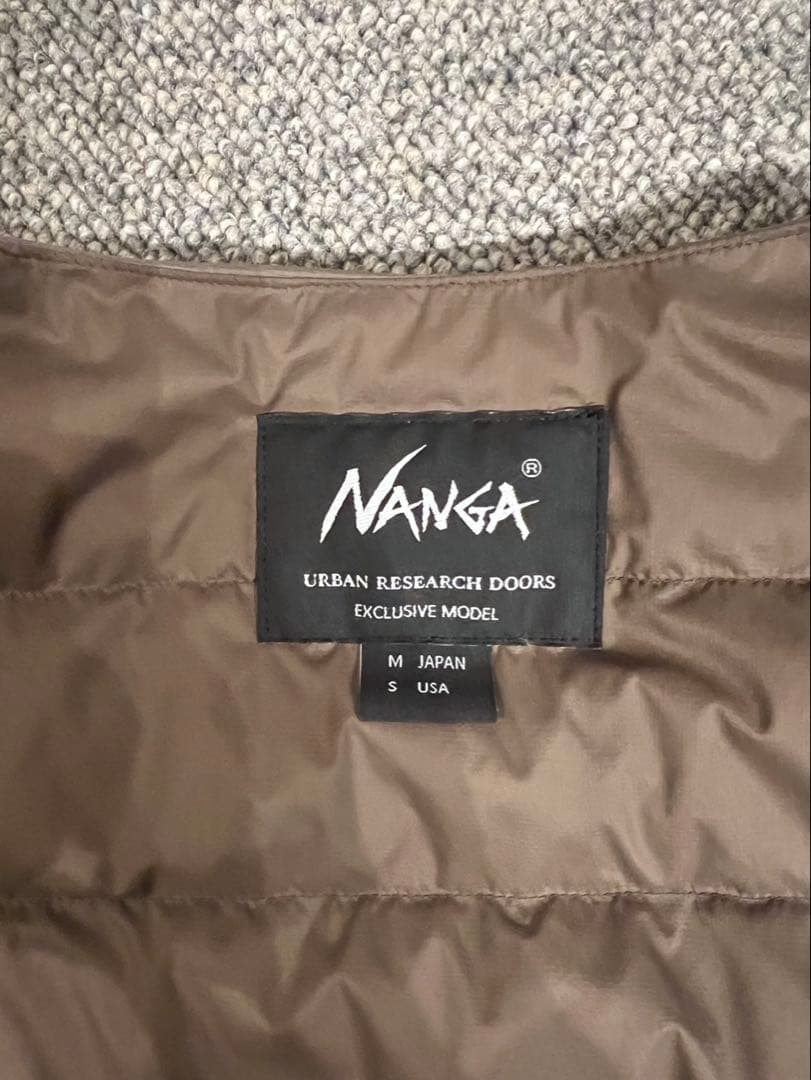 NANGA®
URBAN RESEARCH DOORS
EXCLUSIVE MODEL
M JAPAN
S USA